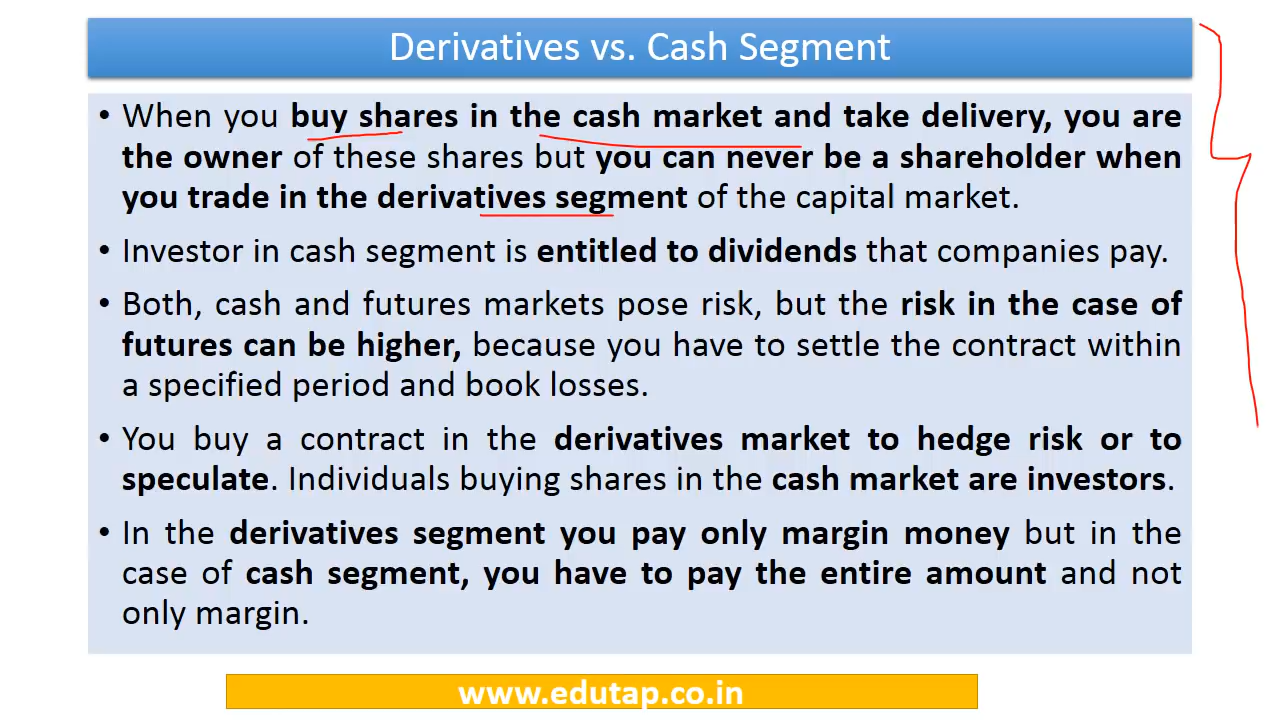 Derivatives vs. Cash Segment
• When you buy shares in the cash market and take delivery, you are
the owner of these shares but you can never be a shareholder when
you trade in the derivatives segment of the capital market.
• Investor in cash segment is entitled to dividends that companies pay.
• Both, cash and futures markets pose risk, but the risk in the case of
futures can be higher, because you have to settle the contract within
a specified period and book losses.
• You buy a contract in the derivatives market to hedge risk or to
speculate. Individuals buying shares in the cash market are investors.
• In the derivatives segment you pay only margin money but in the
case of cash segment, you have to pay the entire amount and not
only margin.
www.edutap.co.in